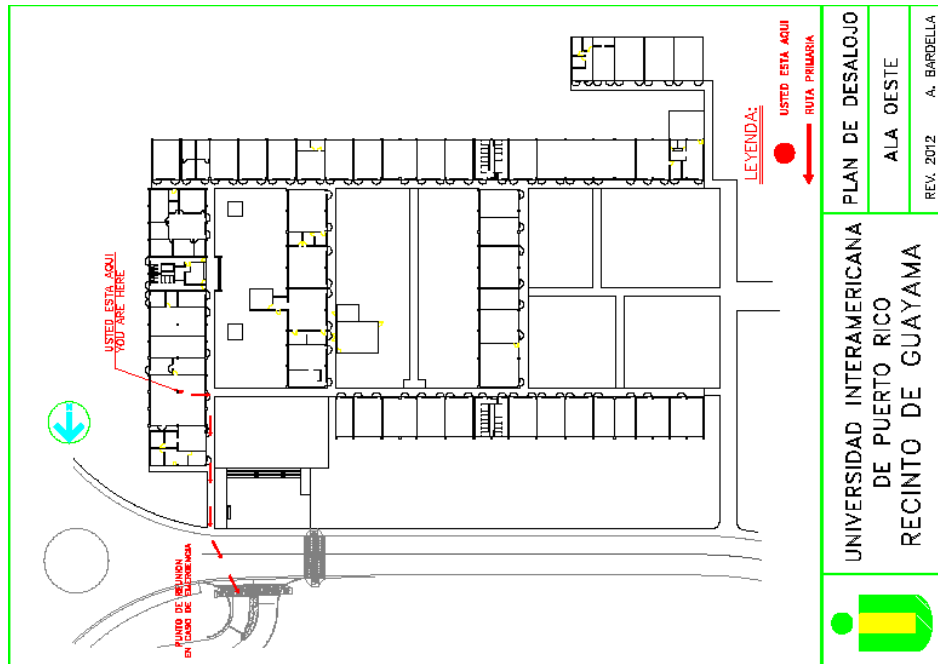 USTED ESTA AQUI
YOU ARE HERE
PUNTO DE REUNION
EN CASO DE EMERGENCIA
LEYENDA:
USTED ESTA AQUI
RUTA PRIMARIA
PLAN DE DESALOJO
ALA OESTE
REV. 2012 A. BARDELLA
UNIVERSIDAD INTERAMERICANA
DE PUERTO RICO
RECINTO DE GUAYAMA